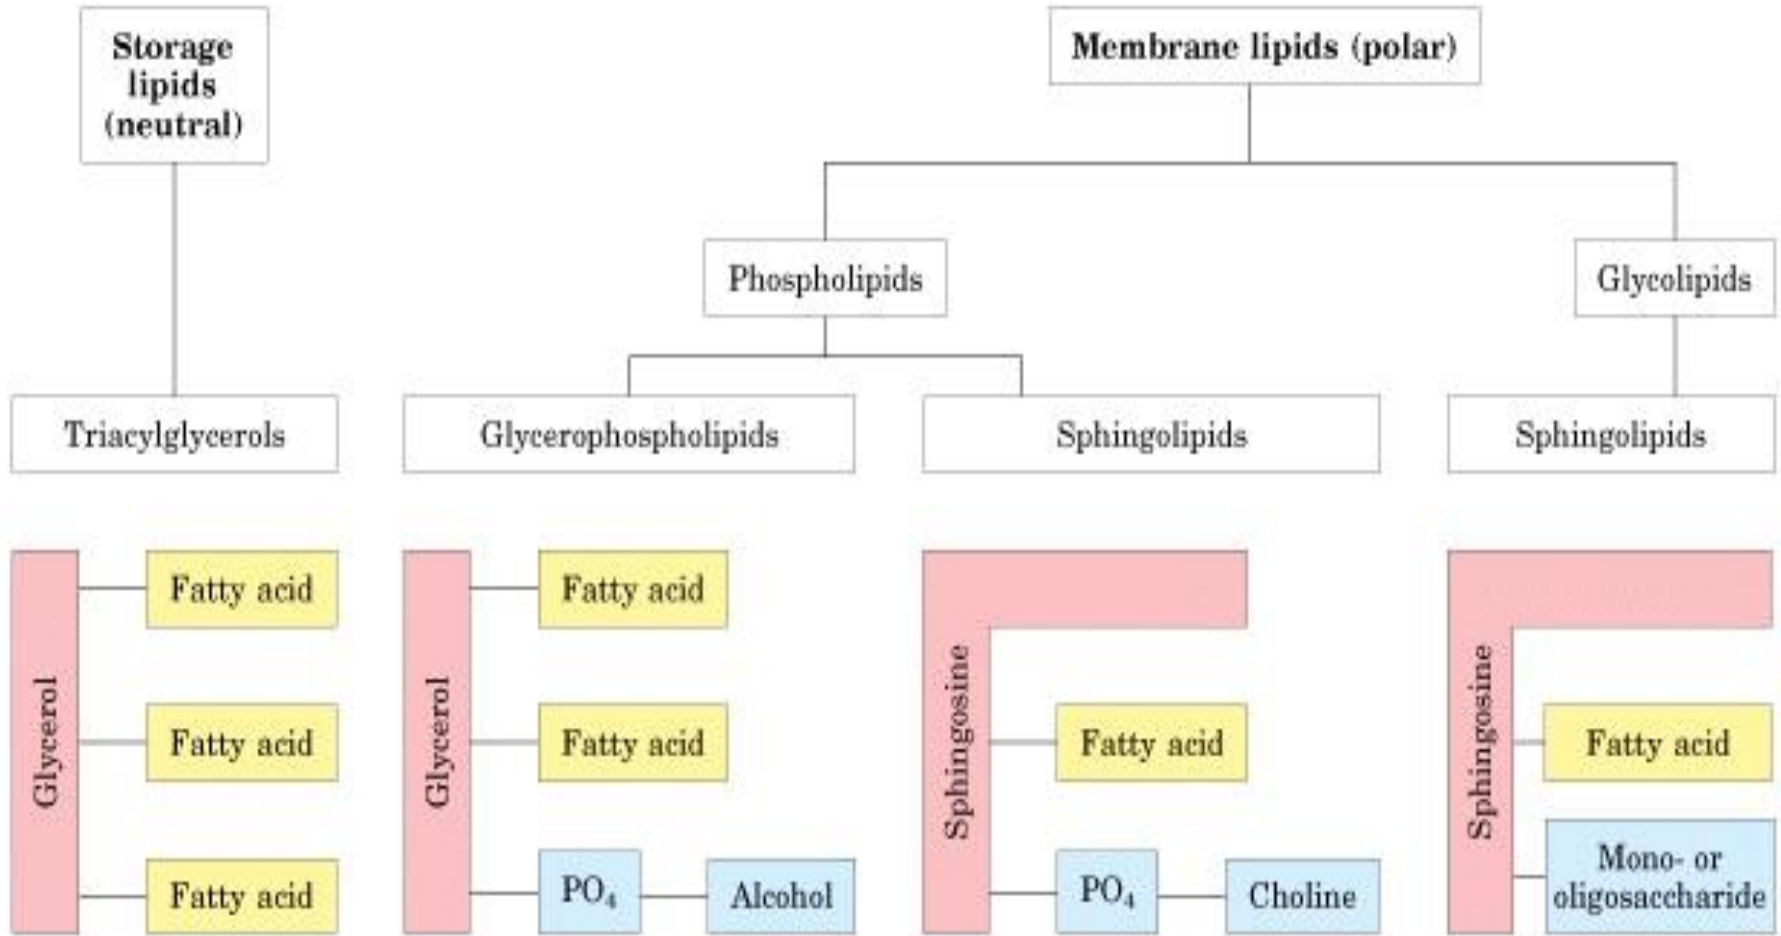 Storage
lipids
(neutral)
Membrane lipids (polar)
Phospholipids
Glycolipids
Triacylglycerols
Glycerophospholipids
Sphingolipids
Sphingolipids
Glycerol
Fatty acid
Fatty acid
Fatty acid
Glycerol
Fatty acid
Fatty acid
PO₄
Alcohol
Sphingosine
Fatty acid
PO₄
Choline
Sphingosine
Fatty acid
Mono- or
oligosaccharide